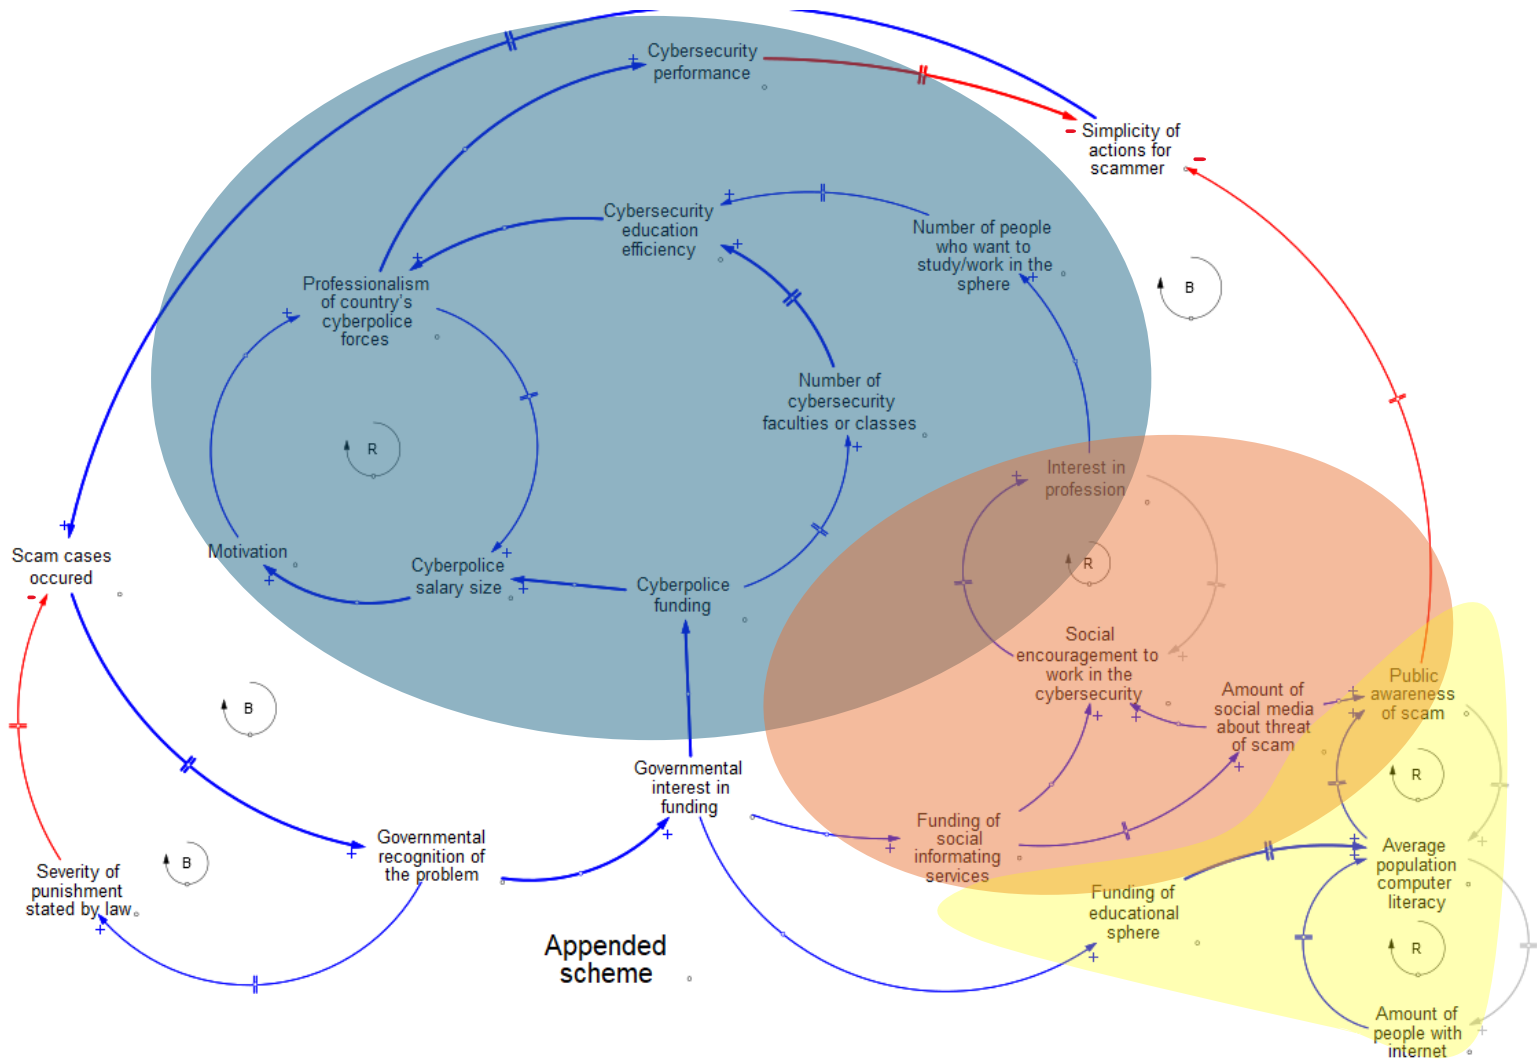 Cybersecurity
performance
+
-
Simplicity of
actions for
scammer
-
Cybersecurity
education
efficiency
+
+
Number of people
who want to
study/work in the
sphere
+
B
Professionalism
of country's
cyberpolice
forces
+
+
Number of
cybersecurity
faculties or classes
+
R
Interest in
profession
+
R
+
Scam cases
occured
-
Motivation
+
Cyberpolice
salary size
+
+
Cyberpolice
funding
Social
encouragement to
work in the
cybersecurity
+
+
+
Amount of
social media
about threat
of scam
+
Public
awareness
of scam
+
+
B
R
Governmental
interest in
funding
+
Funding of
social
informating
services
+
Governmental
recognition of
the problem
+
B
Severity of
punishment
stated by law
+
Average
population
computer
literacy
+
+
+
Funding of
educational
sphere
+
R
Appended
scheme
Amount of
people with
internet
+